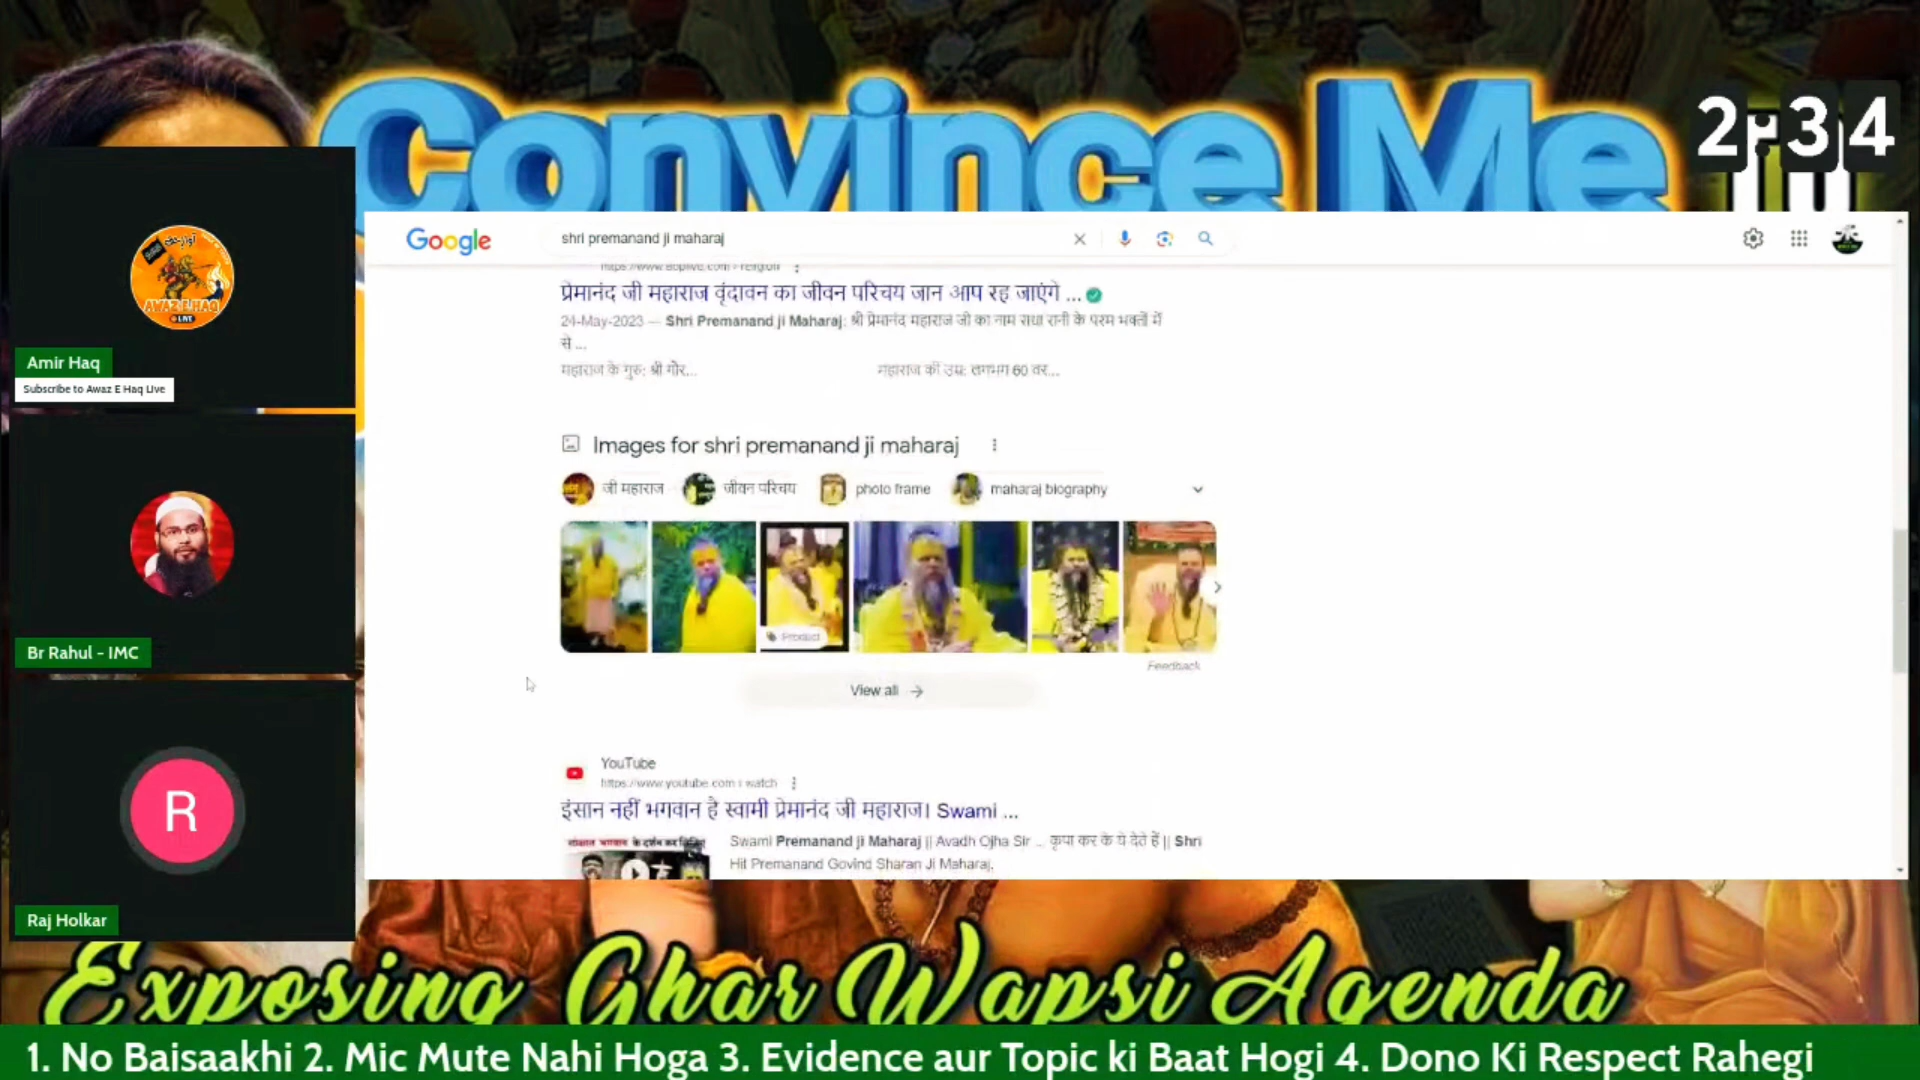 Convince Me
2:34
Google
shri premanand ji maharaj
प्रेमानंद जी महाराज वृंदावन का जीवन परिचय जान आप रह जाएंगे ...
24-May-2023 — Shri Premanand ji Maharaj: श्री प्रेमानंद महाराज जी का नाम राधा रानी के परम भक्तों में
से ...
महाराज के गुरु: श्री गौर...
महाराज की उम्र: लगभग 60 वर...
Images for shri premanand ji maharaj
जी महाराज
जीवन परिचय
photo frame
maharaj biography
Product
Feedback
View all
YouTube
https://www.youtube.com › watch
इंसान नहीं भगवान है स्वामी प्रेमानंद जी महाराज। Swami ...
Swami Premanand ji Maharaj || Avadh Ojha Sir ... कृपा कर के ये देते हैं || Shri
Hit Premanand Govind Sharan Ji Maharaj.
AWAZ E HAQ
LIVE
Amir Haq
Subscribe to Awaz E Haq Live
Br Rahul - IMC
R
Raj Holkar
Exposing Ghar Wapsi Agenda
1. No Baisaakhi 2. Mic Mute Nahi Hoga 3. Evidence aur Topic ki Baat Hogi 4. Dono Ki Respect Rahegi